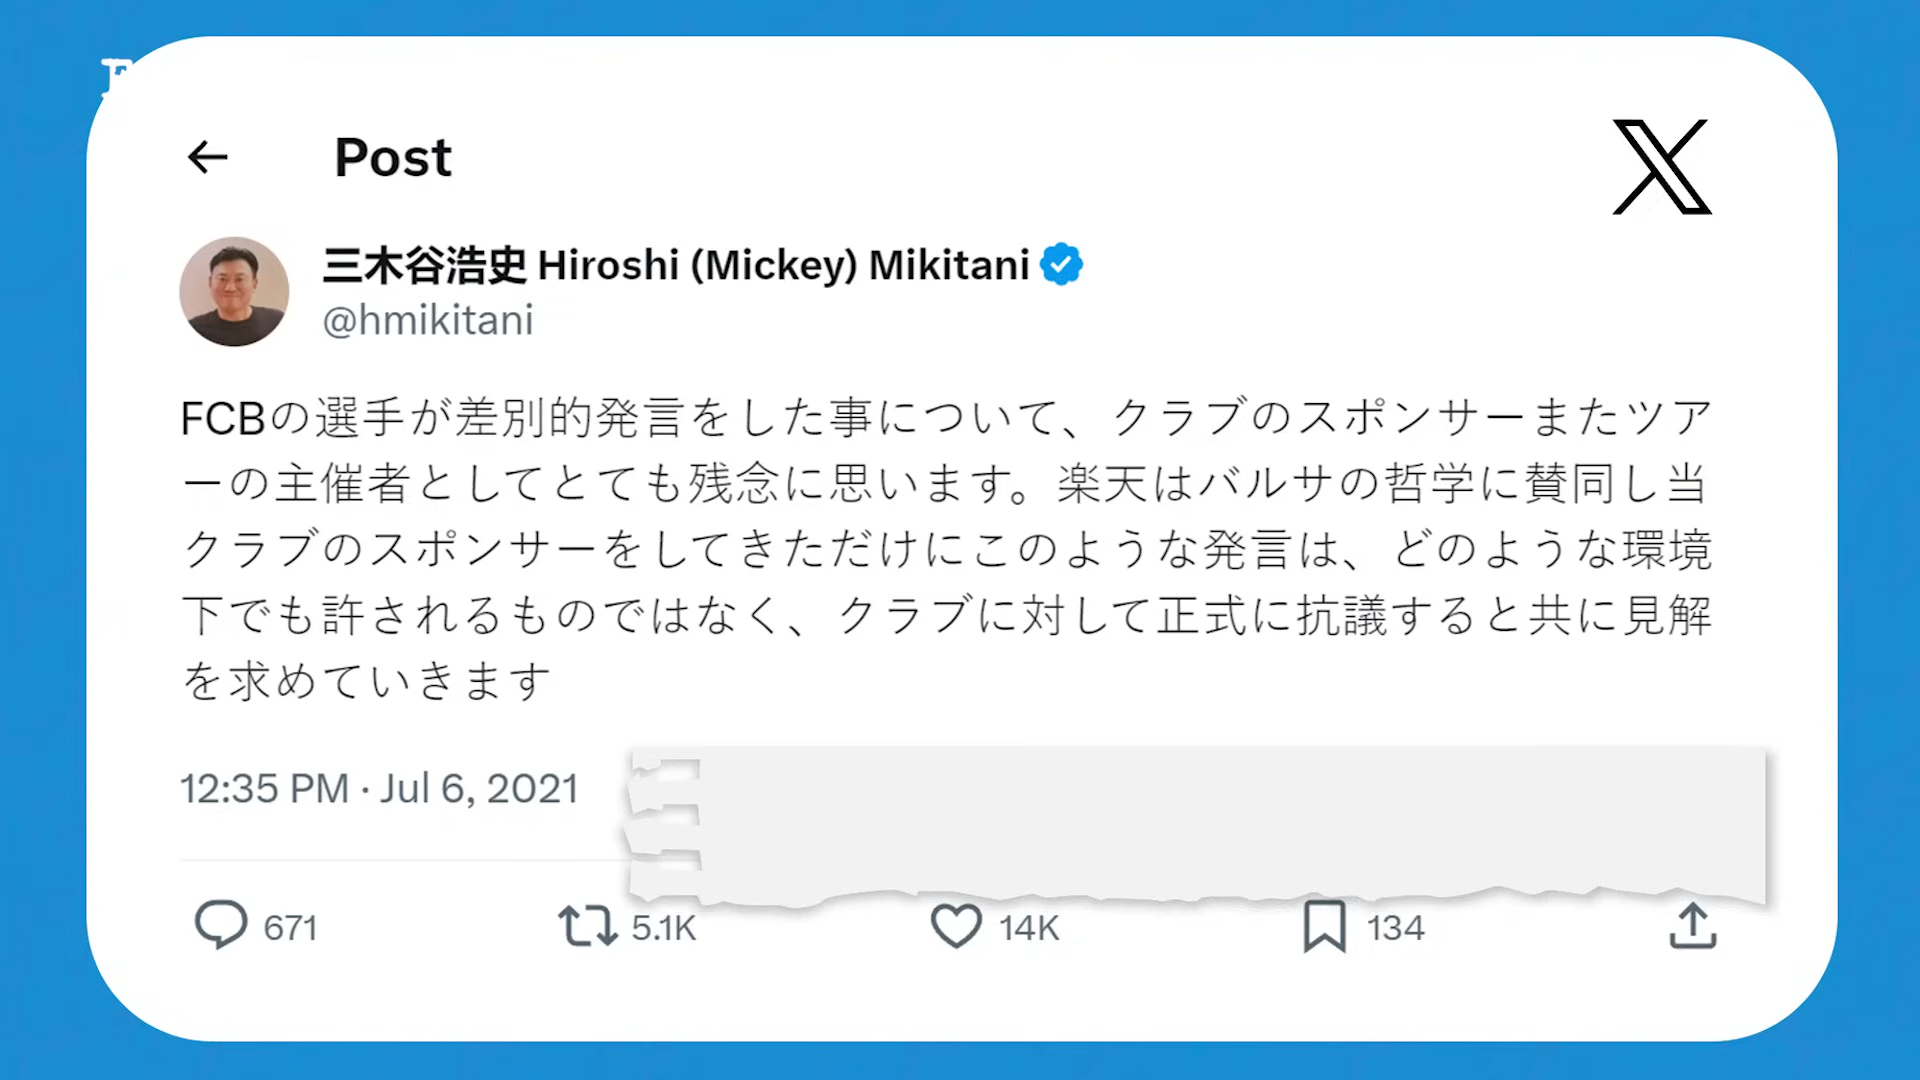 Post
三木谷浩史 Hiroshi (Mickey) Mikitani
@hmikitani
FCBの選手が差別的発言をした事について、クラブのスポンサーまたツア
ーの主催者としてとても残念に思います。楽天はバルサの哲学に賛同し当
クラブのスポンサーをしてきただけにこのような発言は、どのような環境
下でも許されるものではなく、クラブに対して正式に抗議すると共に見解
を求めていきます
12:35 PM · Jul 6, 2021
671 5.1K 14K 134